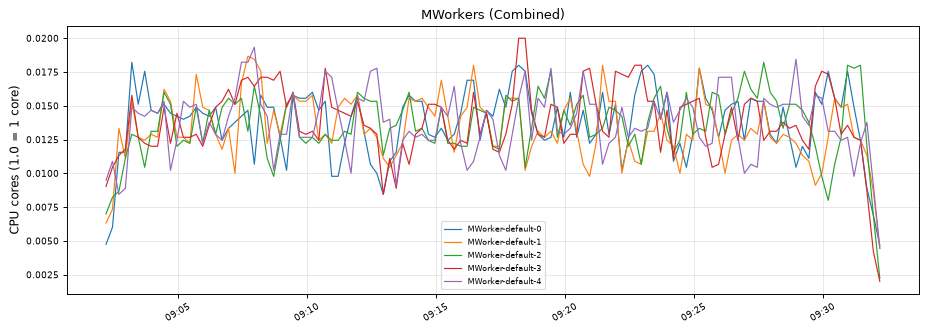 MWorkers (Combined)
CPU cores (1.0 = 1 core)
0.0200
0.0175
0.0150
0.0125
0.0100
0.0075
0.0050
0.0025
MWorker-default-0
MWorker-default-1
MWorker-default-2
MWorker-default-3
MWorker-default-4
09:05
09:10
09:15
09:20
09:25
09:30